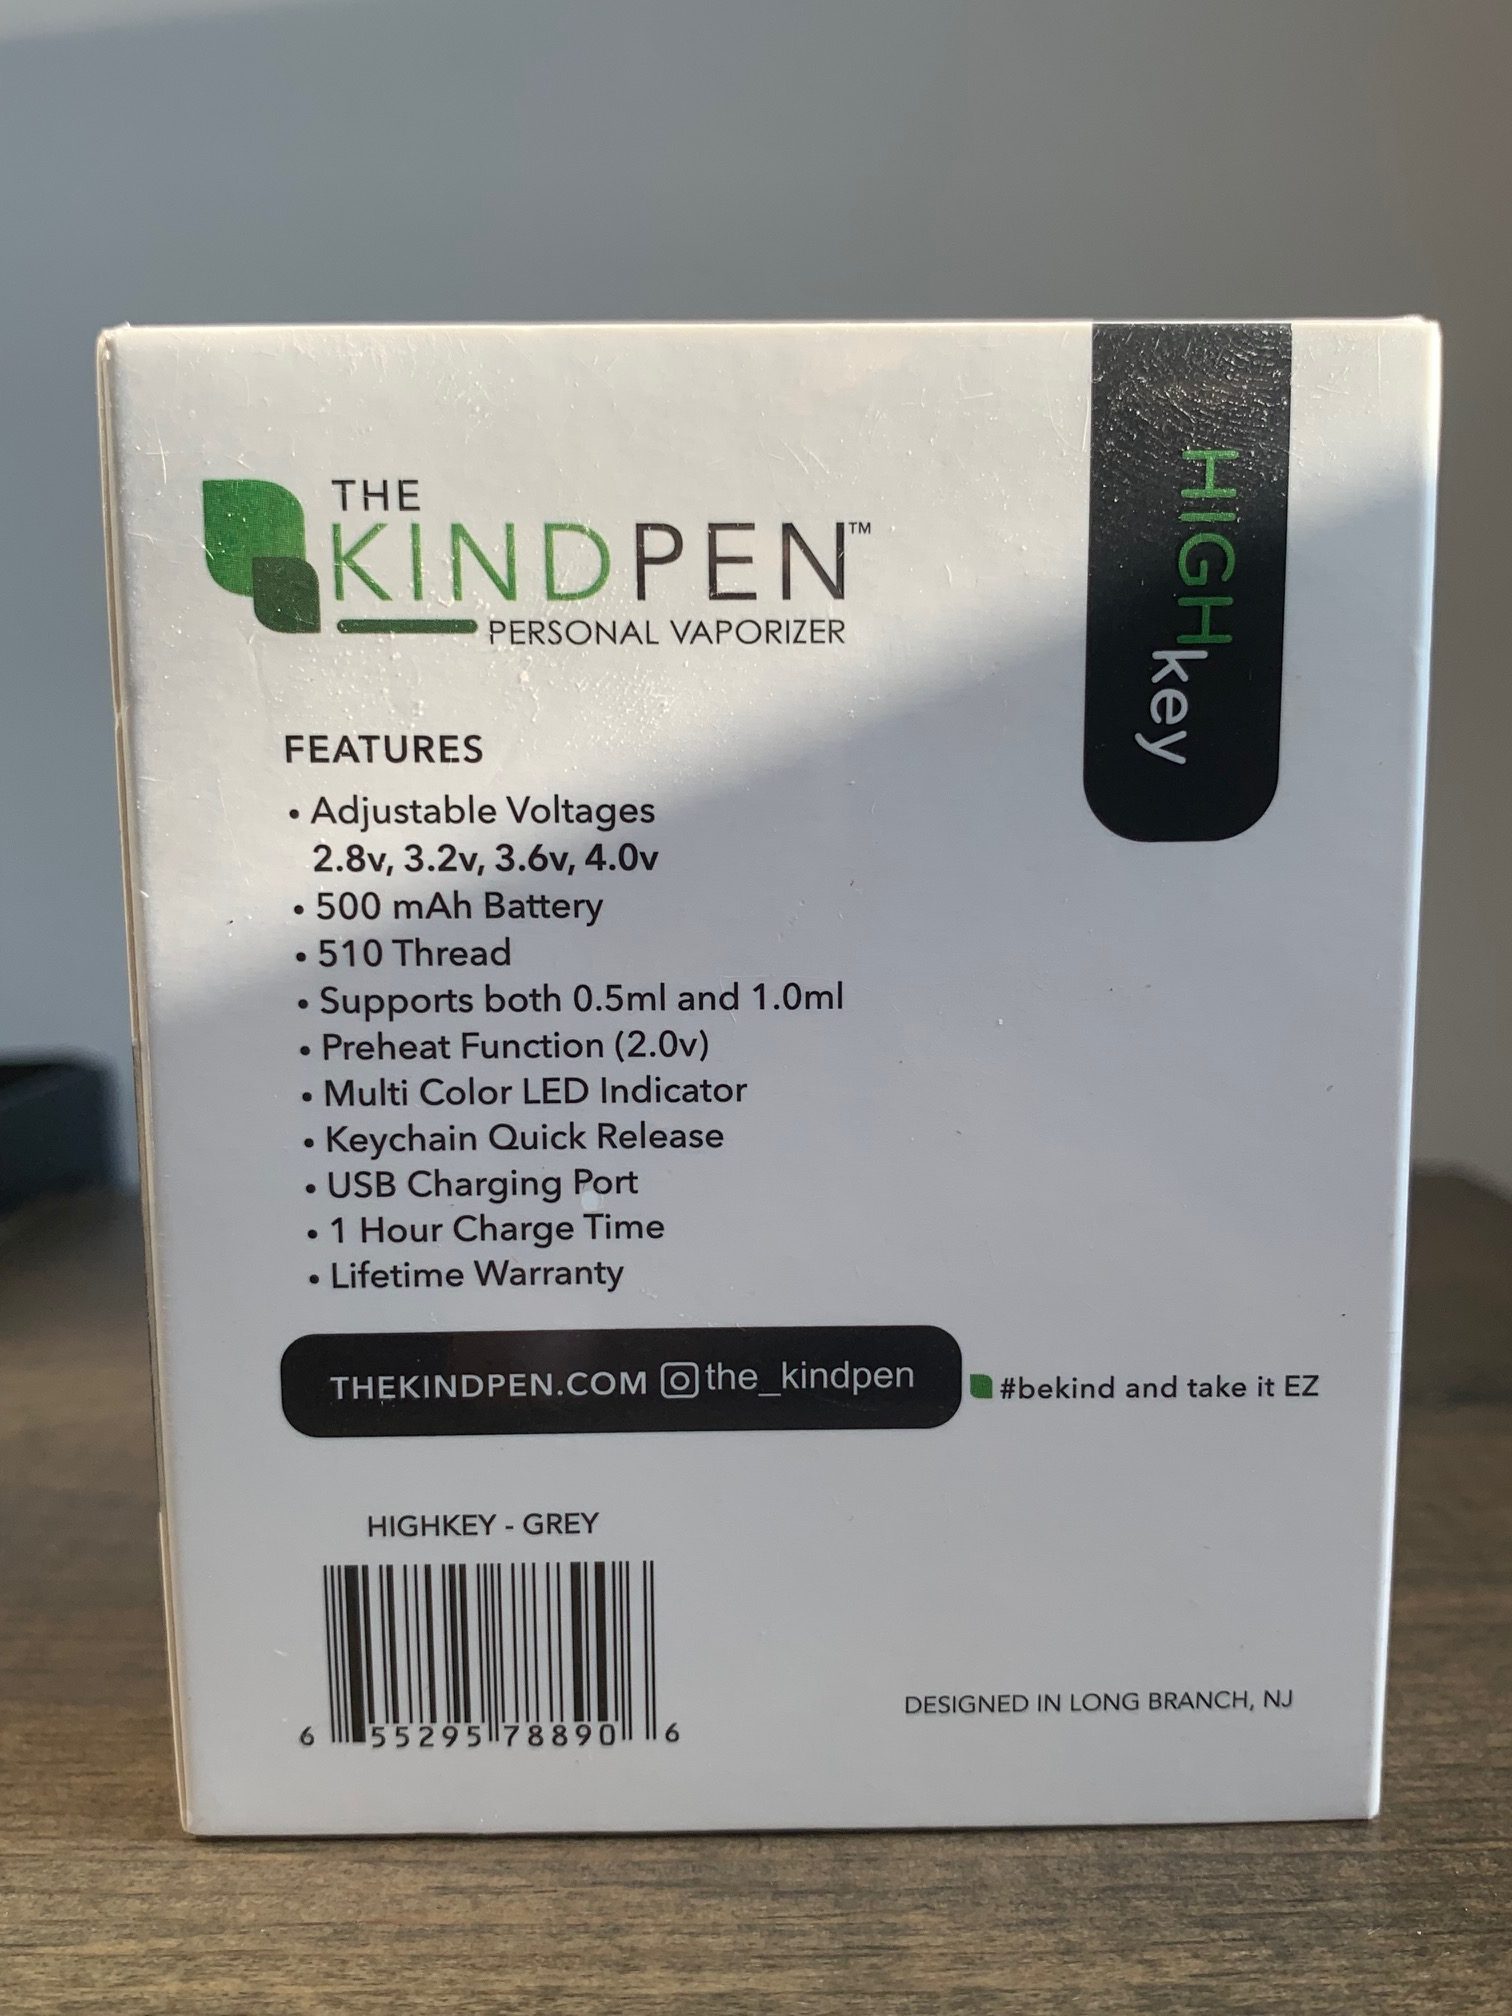 THE
KINDPEN™
PERSONAL VAPORIZER
HIGHkey
FEATURES
• Adjustable Voltages
2.8v, 3.2v, 3.6v, 4.0v
• 500 mAh Battery
• 510 Thread
• Supports both 0.5ml and 1.0ml
• Preheat Function (2.0v)
• Multi Color LED Indicator
• Keychain Quick Release
• USB Charging Port
• 1 Hour Charge Time
• Lifetime Warranty
THEKINDPEN.COM the_kindpen #bekind and take it EZ
HIGHKEY - GREY
6 55295 78890 6
DESIGNED IN LONG BRANCH, NJ